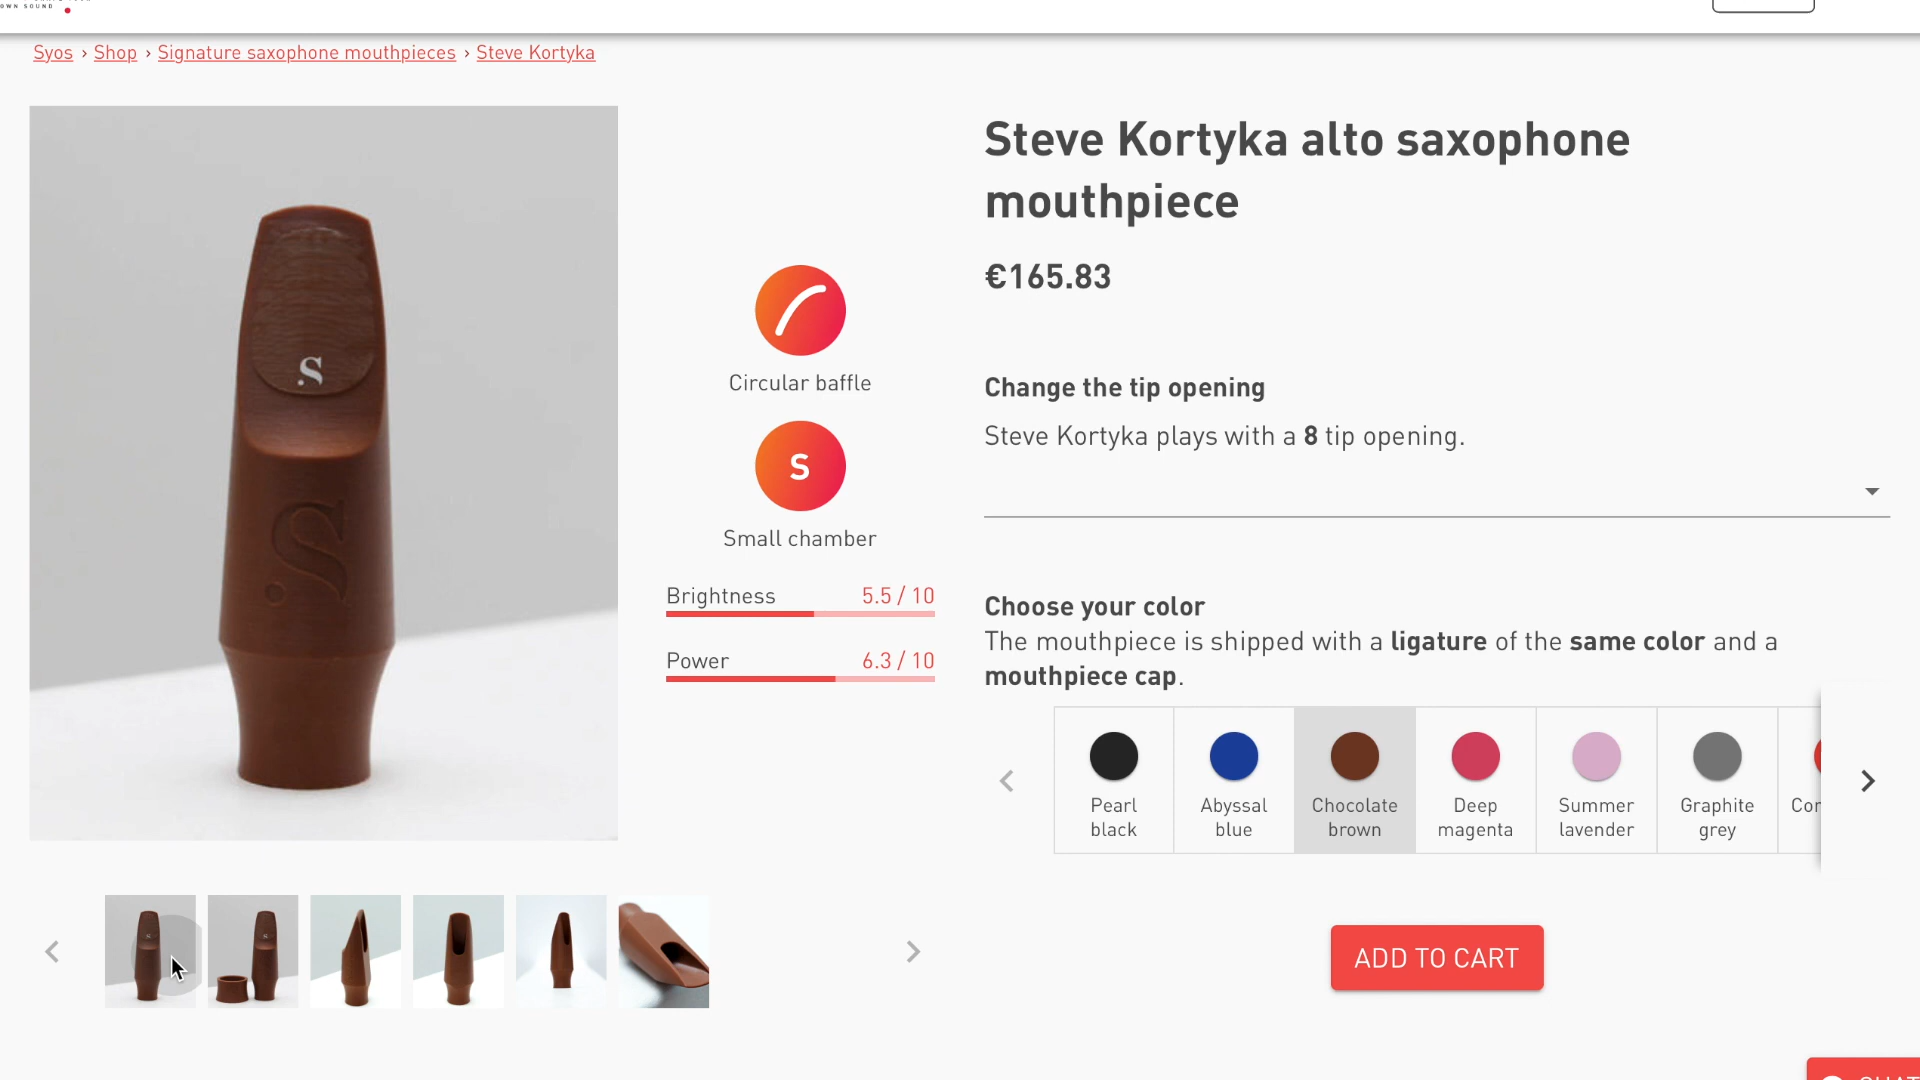 OWN SOUND
Syos › Shop › Signature saxophone mouthpieces › Steve Kortyka
Steve Kortyka alto saxophone
mouthpiece
€165.83
Circular baffle
S
Small chamber
Brightness 5.5 / 10
Power 6.3 / 10
S
S
Change the tip opening
Steve Kortyka plays with a 8 tip opening.
Choose your color
The mouthpiece is shipped with a ligature of the same color and a
mouthpiece cap.
Pearl
black
Abyssal
blue
Chocolate
brown
Deep
magenta
Summer
lavender
Graphite
grey
Cor
ADD TO CART